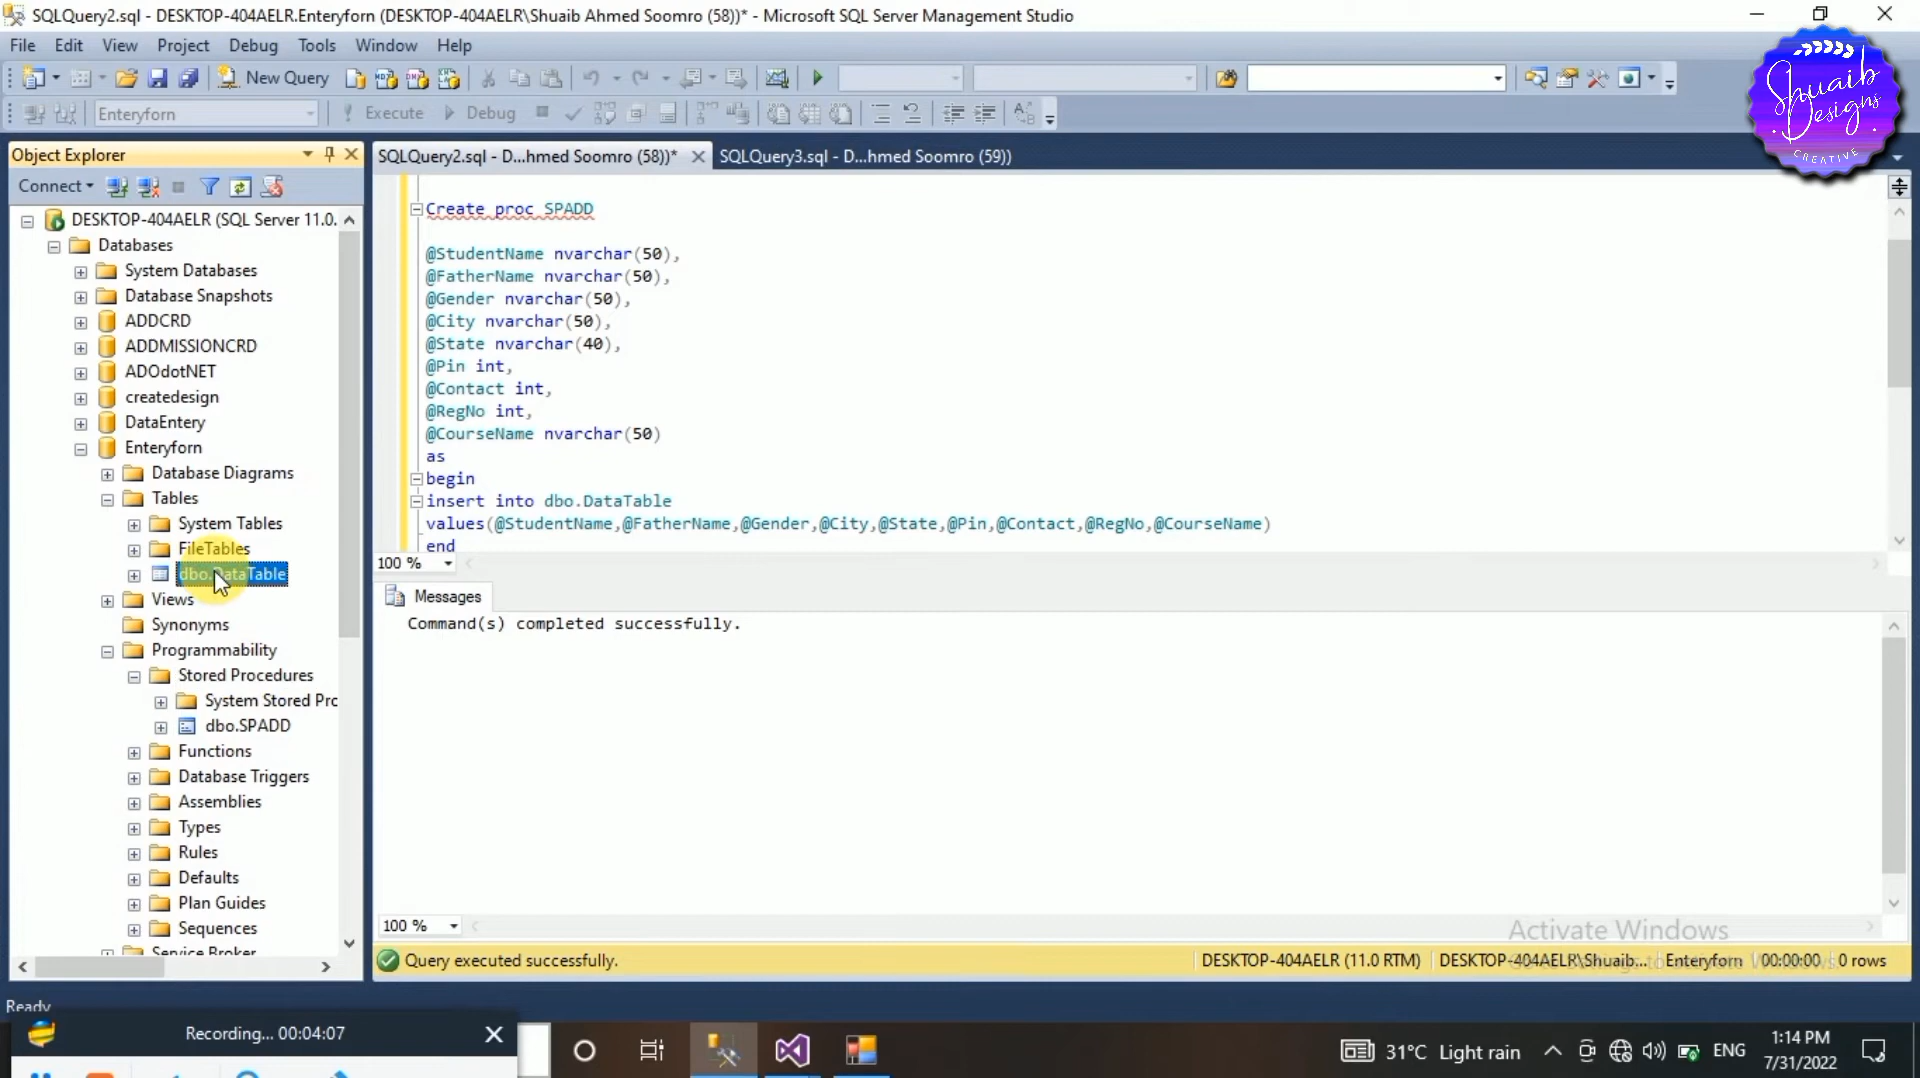 SQLQuery2.sql - DESKTOP-404AELR.Enteryforn (DESKTOP-404AELR\Shuaib Ahmed Soomro (58))* - Microsoft SQL Server Management Studio
File Edit View Project Debug Tools Window Help
New Query
Enteryforn Execute Debug
Shuaib
Designs
CREATIVE
Object Explorer
SQLQuery2.sql - D...hmed Soomro (58))* SQLQuery3.sql - D...hmed Soomro (59))
Connect
DESKTOP-404AELR (SQL Server 11.0.
Databases
System Databases
Database Snapshots
ADDCRD
ADDMISSIONCRD
ADOdotNET
createdesign
DataEntery
Enteryforn
Database Diagrams
Tables
System Tables
FileTables
dbo.DataTable
Views
Synonyms
Programmability
Stored Procedures
System Stored Prc
dbo.SPADD
Functions
Database Triggers
Assemblies
Types
Rules
Defaults
Plan Guides
Sequences
Service Broker
Create proc SPADD
@StudentName nvarchar(50),
@FatherName nvarchar(50),
@Gender nvarchar(50),
@City nvarchar(50),
@State nvarchar(40),
@Pin int,
@Contact int,
@RegNo int,
@CourseName nvarchar(50)
as
begin
insert into dbo.DataTable
values(@StudentName,@FatherName,@Gender,@City,@State,@Pin,@Contact,@RegNo,@CourseName)
end
100 %
Messages
Command(s) completed successfully.
100 %
Activate Windows
Query executed successfully. DESKTOP-404AELR (11.0 RTM) DESKTOP-404AELR\Shuaib... Enteryforn 00:00:00 0 rows
Ready
Recording... 00:04:07
31°C Light rain ENG 1:14 PM
7/31/2022